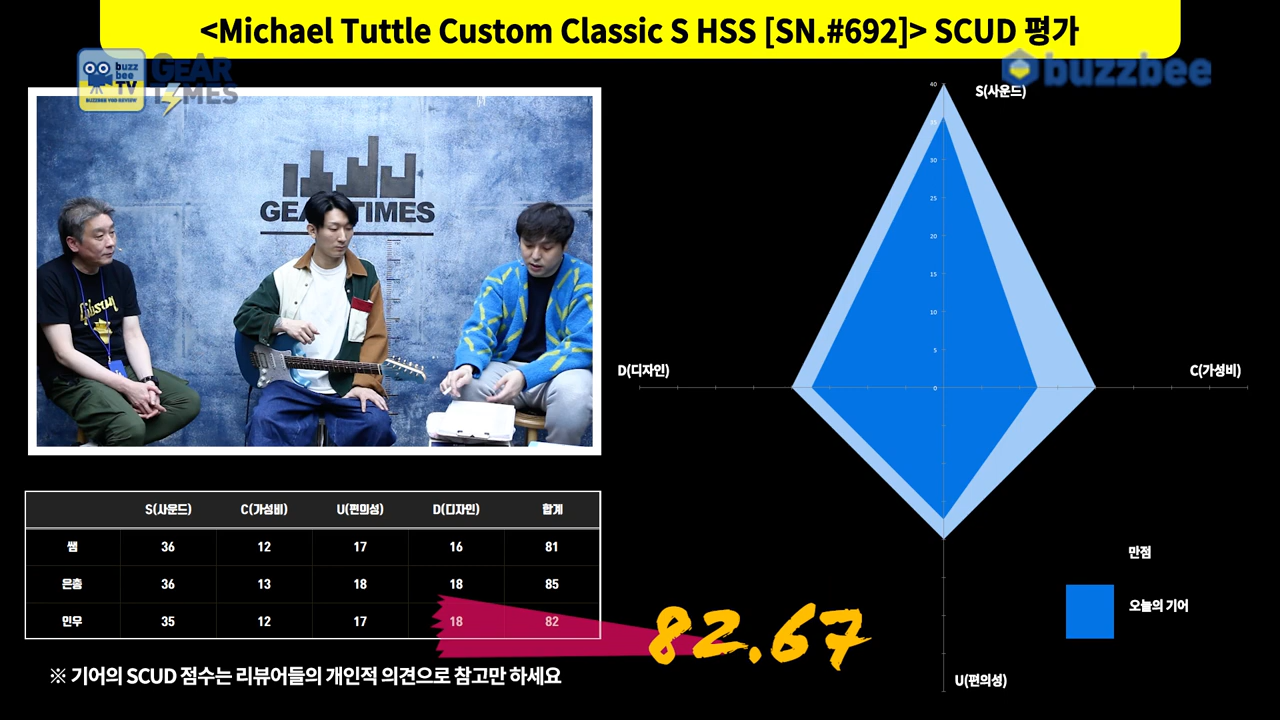 <Michael Tuttle Custom Classic S HSS [SN.#692]> SCUD 평가
buzz
bee
TV
BUZZBEE VOD REVIEW
GEAR
TIMES
buzzbee
GEAR TIMES
Gibson
S(사운드)
C(가성비)
U(편의성)
D(디자인)
40
35
30
25
20
15
10
5
0
S(사운드) C(가성비) U(편의성) D(디자인) 합계
쌤 36 12 17 16 81
은총 36 13 18 18 85
민우 35 12 17 18 82
82.67
만점
오늘의 기어
※ 기어의 SCUD 점수는 리뷰어들의 개인적 의견으로 참고만 하세요